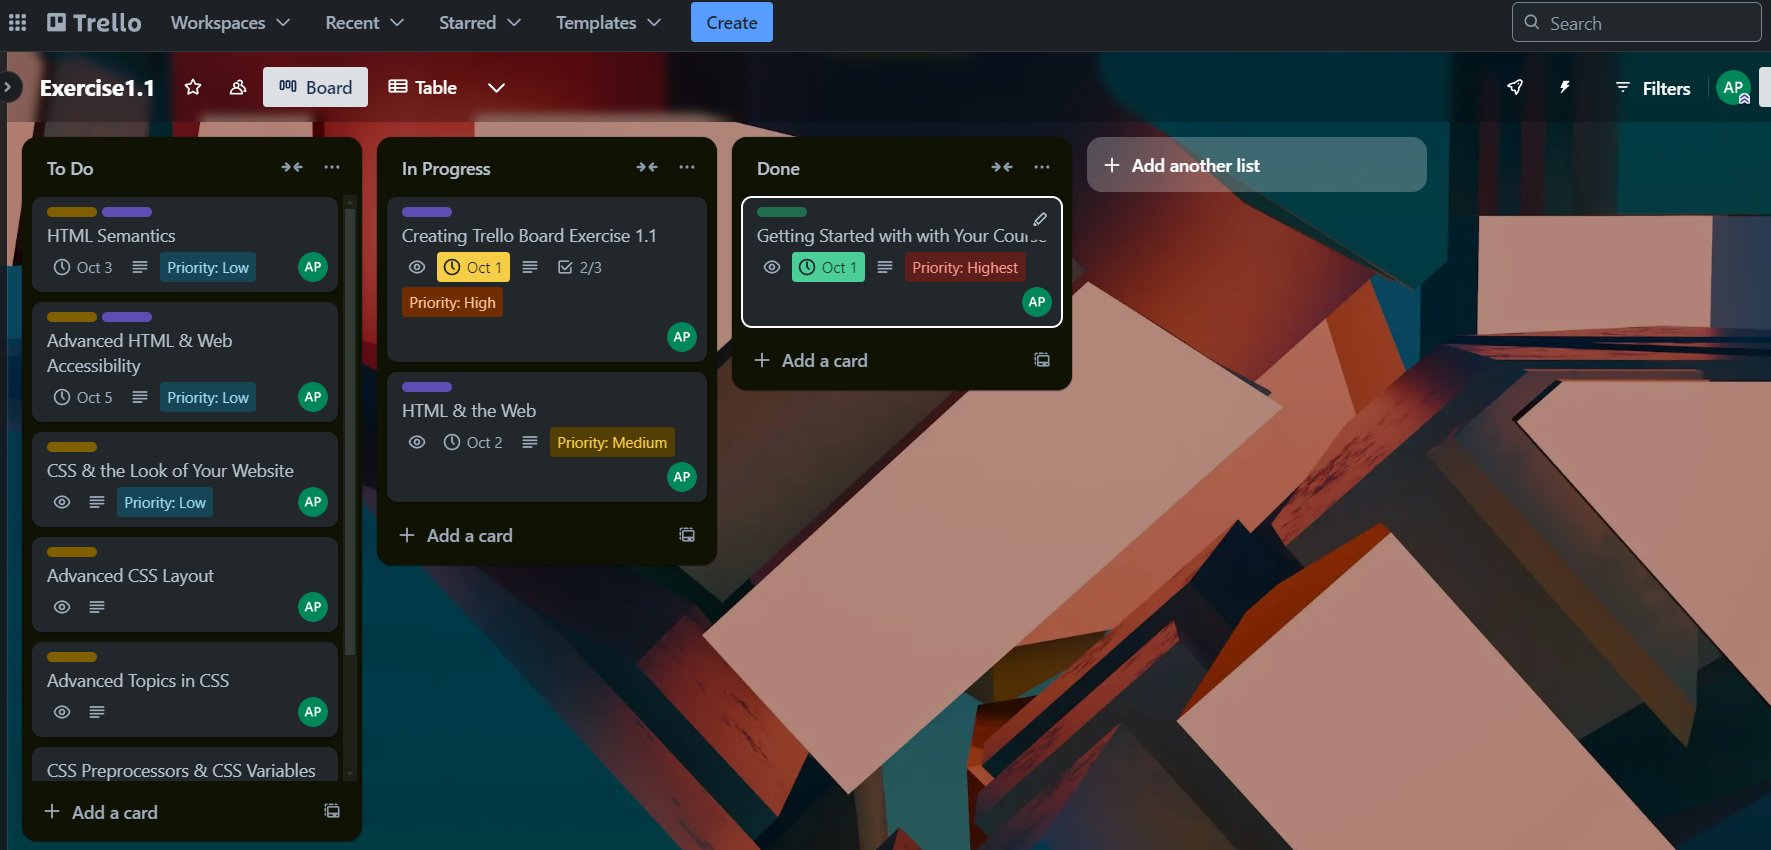 Trello Workspaces Recent Starred Templates Create Search
Exercise1.1 Board Table Filters AP
To Do
HTML Semantics
Oct 3 Priority: Low AP
Advanced HTML & Web
Accessibility
Oct 5 Priority: Low AP
CSS & the Look of Your Website
Priority: Low AP
Advanced CSS Layout
AP
Advanced Topics in CSS
AP
CSS Preprocessors & CSS Variables
+ Add a card
In Progress
Creating Trello Board Exercise 1.1
Oct 1 2/3
Priority: High
AP
HTML & the Web
Oct 2 Priority: Medium
AP
+ Add a card
Done
Getting Started with with Your Course
Oct 1 Priority: Highest
AP
+ Add a card
+ Add another list